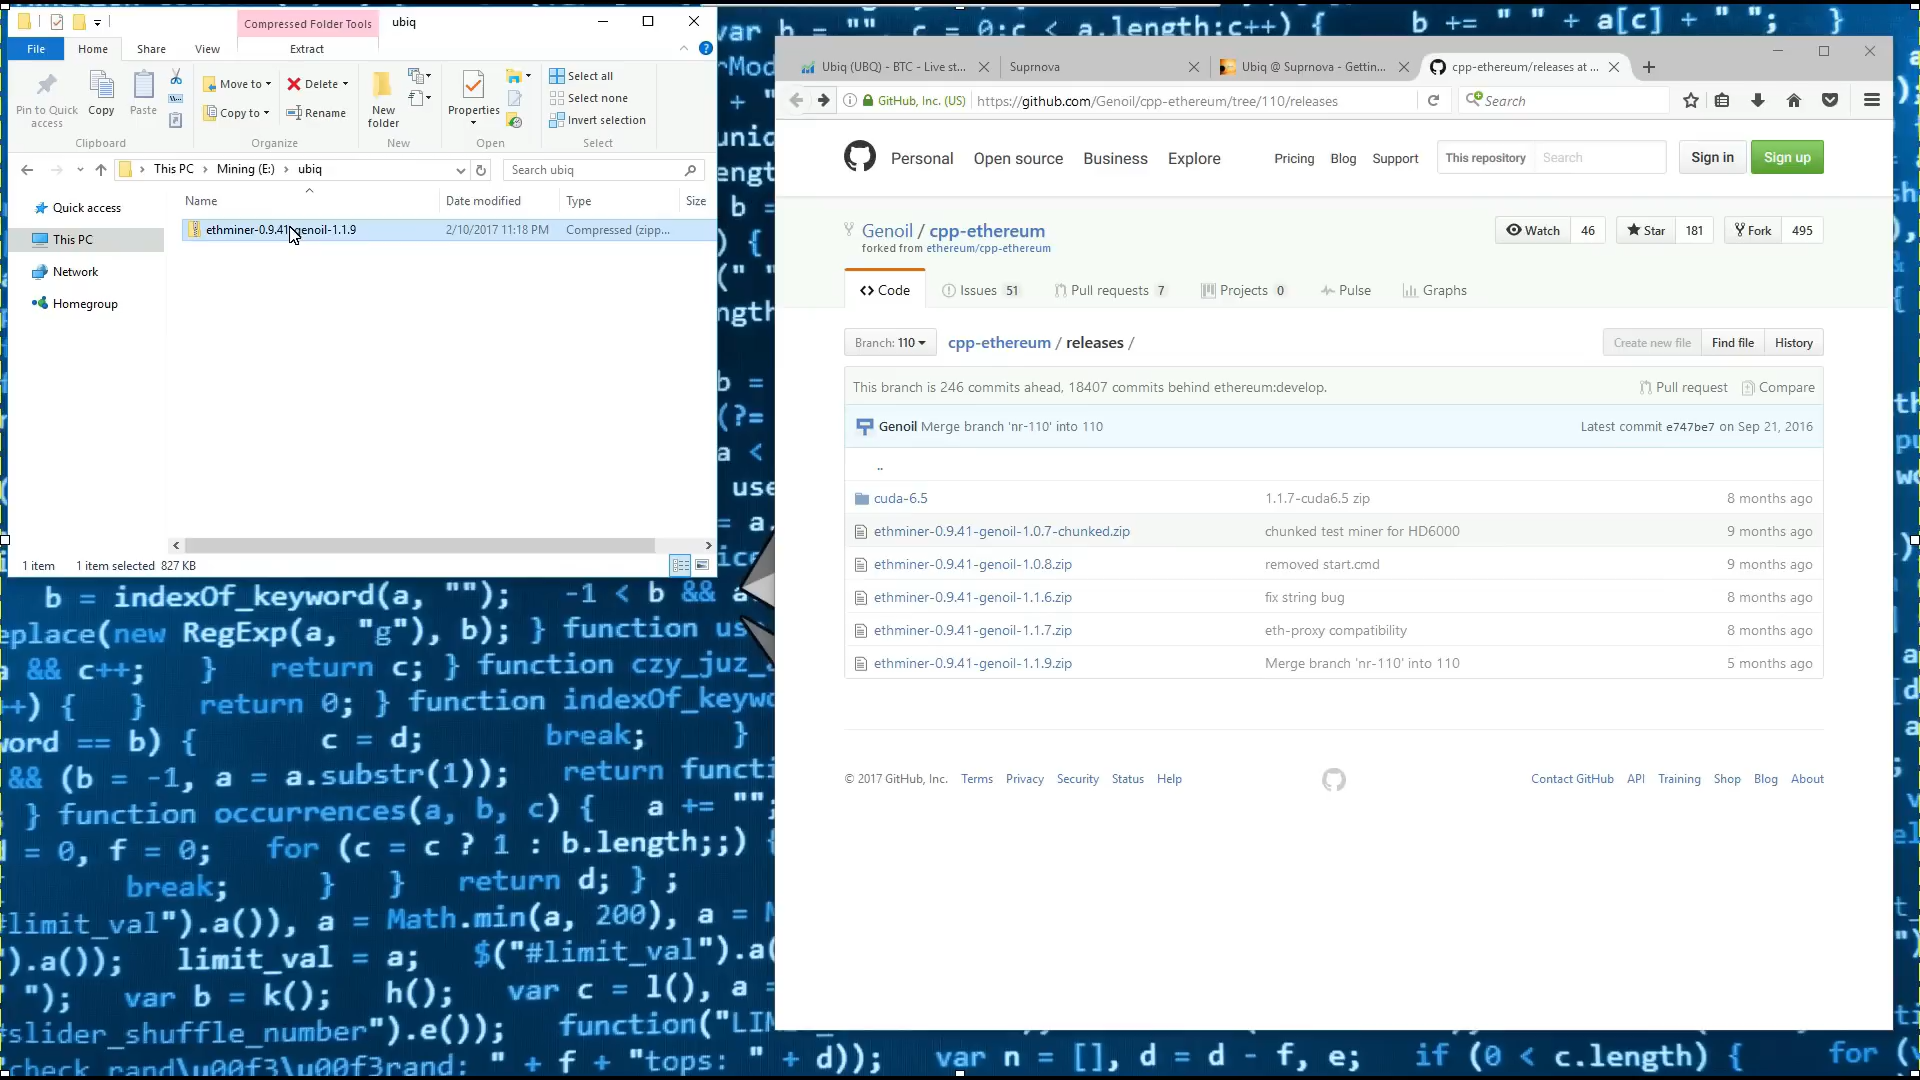 Compressed Folder Tools ubiq
File Home Share View Extract
Pin to Quick access
Copy
Paste
Clipboard
Move to
Copy to
Delete
Rename
Organize
New folder
New
Properties
Open
Select all
Select none
Invert selection
Select
This PC > Mining (E:) > ubiq
Search ubiq
Quick access
This PC
Network
Homegroup
Name Date modified Type Size
ethminer-0.9.41-genoil-1.1.9 2/10/2017 11:18 PM Compressed (zipp...
1 item 1 item selected 827 KB
Ubiq (UBQ) - BTC - Live st...
Suprnova
Ubiq @ Suprnova - Gettin...
cpp-ethereum/releases at ...
GitHub, Inc. (US) https://github.com/Genoil/cpp-ethereum/tree/110/releases
Search
Personal Open source Business Explore
Pricing Blog Support
This repository Search
Sign in Sign up
Genoil / cpp-ethereum
forked from ethereum/cpp-ethereum
Watch 46 Star 181 Fork 495
Code Issues 51 Pull requests 7 Projects 0 Pulse Graphs
Branch: 110 cpp-ethereum / releases /
Create new file Find file History
This branch is 246 commits ahead, 18407 commits behind ethereum:develop.
Pull request Compare
Genoil Merge branch 'nr-110' into 110 Latest commit e747be7 on Sep 21, 2016
..
cuda-6.5 1.1.7-cuda6.5 zip 8 months ago
ethminer-0.9.41-genoil-1.0.7-chunked.zip chunked test miner for HD6000 9 months ago
ethminer-0.9.41-genoil-1.0.8.zip removed start.cmd 9 months ago
ethminer-0.9.41-genoil-1.1.6.zip fix string bug 8 months ago
ethminer-0.9.41-genoil-1.1.7.zip eth-proxy compatibility 8 months ago
ethminer-0.9.41-genoil-1.1.9.zip Merge branch 'nr-110' into 110 5 months ago
© 2017 GitHub, Inc. Terms Privacy Security Status Help
Contact GitHub API Training Shop Blog About
var b = "", c = 0;c < a.length;c++) { b += " " + a[c] + " "; }
b = indexOf_keyword(a, ""); -1 < b &&
eplace(new RegExp(a, "g"), b); } function us
&& c++; } return c; } function czy_juz_
++) { } return 0; } function indexOf_keyw
word == b) { c = d; break; }
&& (b = -1, a = a.substr(1)); return functi
} function occurrences(a, b, c) { a += "";
= 0, f = 0; for (c = c ? 1 : b.length;;)
break; } } return d; } ;
#limit_val").a()), a = Math.min(a, 200), a =
).a()); limit_val = a; $("#limit_val").a(
"); var b = k(); h(); var c = l(), a =
#slider_shuffle_number").e()); function("LI
check_rand\u00f3\u00f3rand: " + f + "tops: " + d)); var n = [], d = d - f, e; if (0 < c.length) { for (